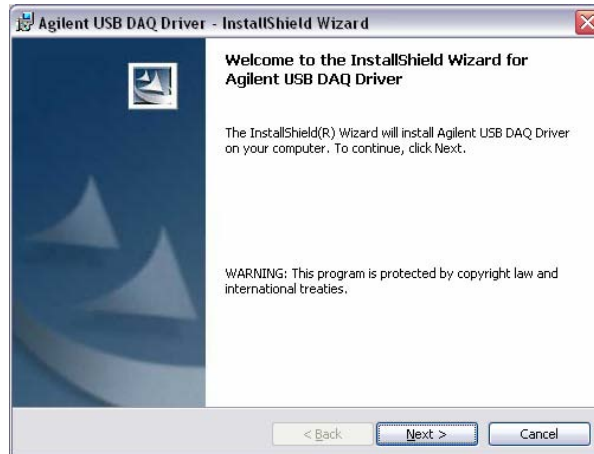 Agilent USB DAQ Driver - InstallShield Wizard
Welcome to the InstallShield Wizard for
Agilent USB DAQ Driver
The InstallShield(R) Wizard will install Agilent USB DAQ Driver
on your computer. To continue, click Next.
WARNING: This program is protected by copyright law and
international treaties.
< Back
Next >
Cancel